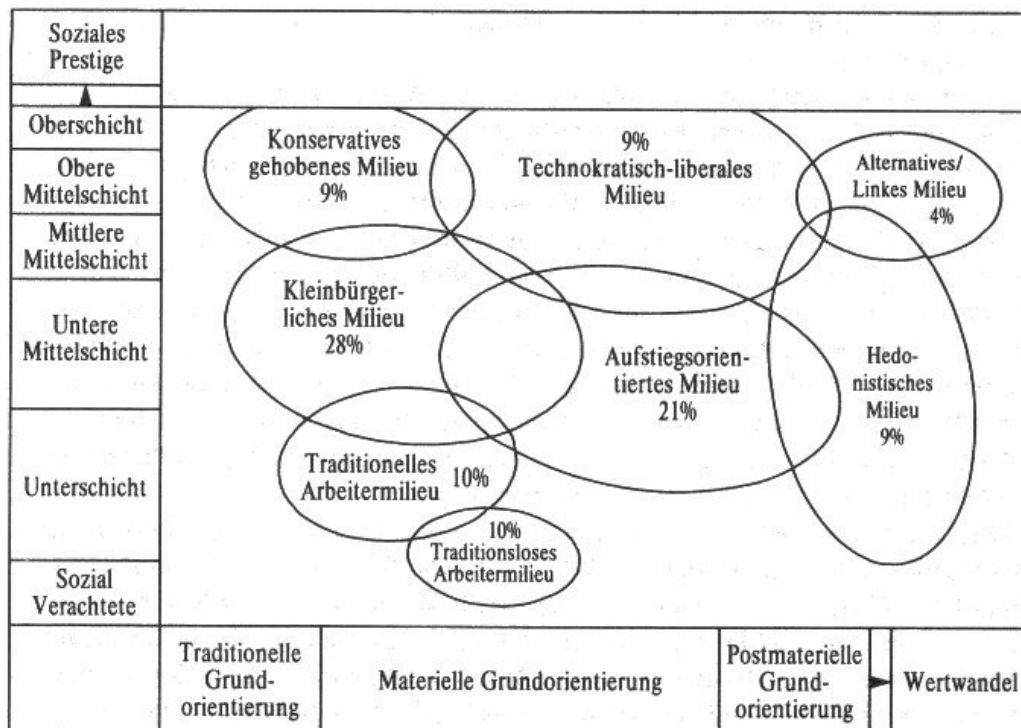 Soziales
Prestige
Oberschicht
Obere
Mittelschicht
Mittlere
Mittelschicht
Untere
Mittelschicht
Unterschicht
Sozial
Verachtete
Konservatives
gehobenes Milieu
9%
9%
Technokratisch-liberales
Milieu
Alternatives/
Linkes Milieu
4%
Kleinbürger-
liches Milieu
28%
Aufstiegsorien-
tiertes Milieu
21%
Hedo-
nistisches
Milieu
9%
Traditionelles
Arbeitermilieu 10%
10%
Traditionsloses
Arbeitermilieu
Traditionelle
Grund-
orientierung
Materielle Grundorientierung
Postmaterielle
Grund-
orientierung
Wertwandel